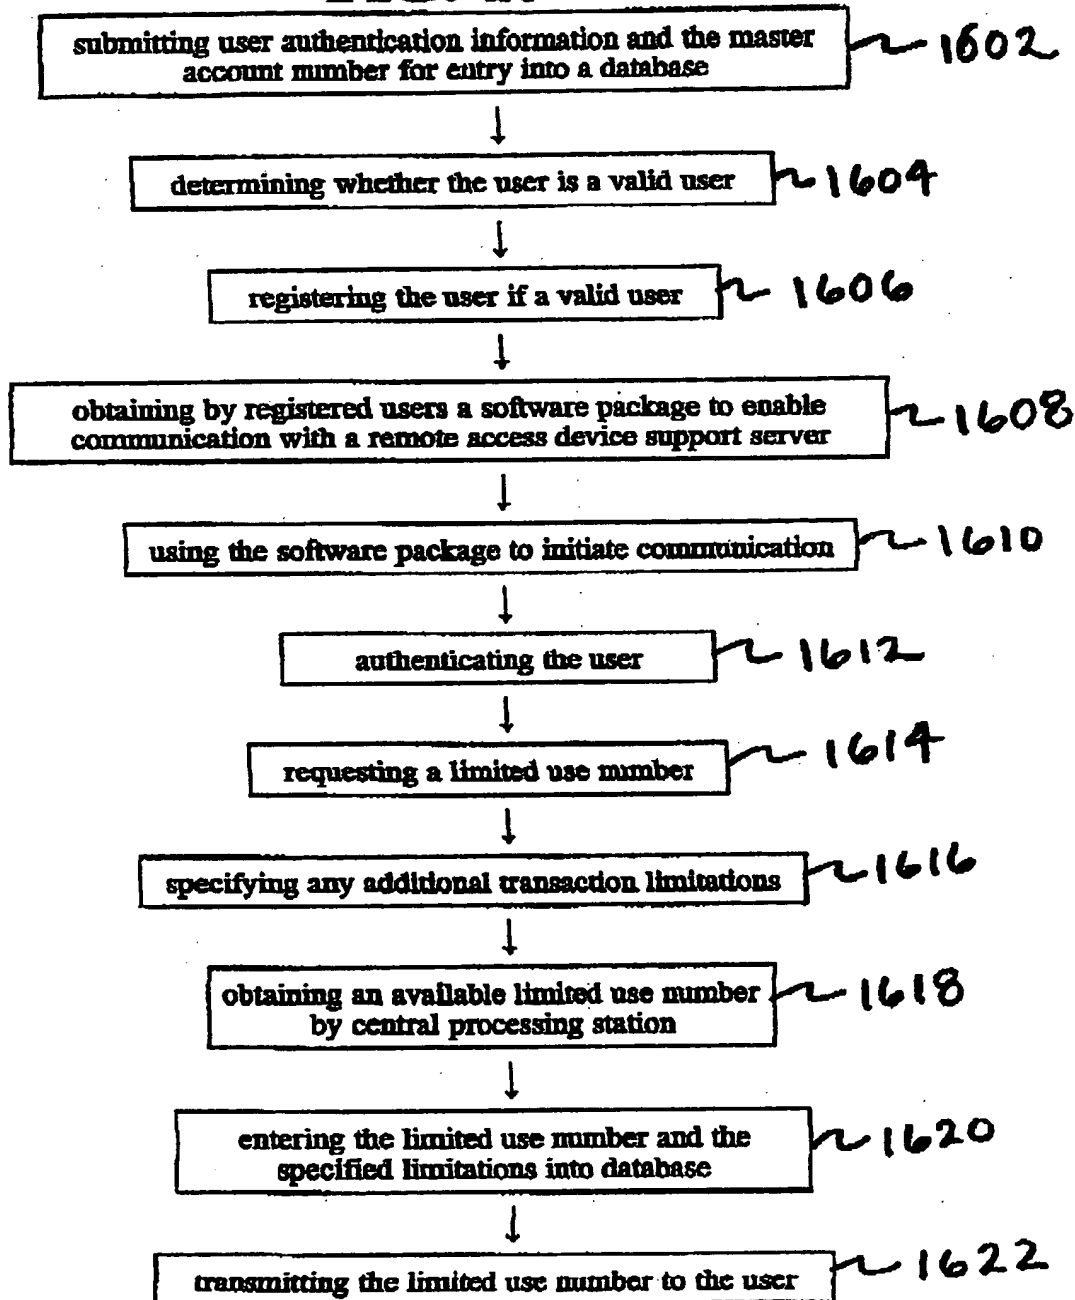 submitting user authentication information and the master 1602
account number for entry into a database
determining whether the user is a valid user 1604
registering the user if a valid user 1606
obtaining by registered users a software package to enable 1608
communication with a remote access device support server
using the software package to initiate communication 1610
authenticating the user 1612
requesting a limited use number 1614
specifying any additional transaction limitations 1616
obtaining an available limited use number 1618
by central processing station
entering the limited use number and the 1620
specified limitations into database
transmitting the limited use number to the user 1622